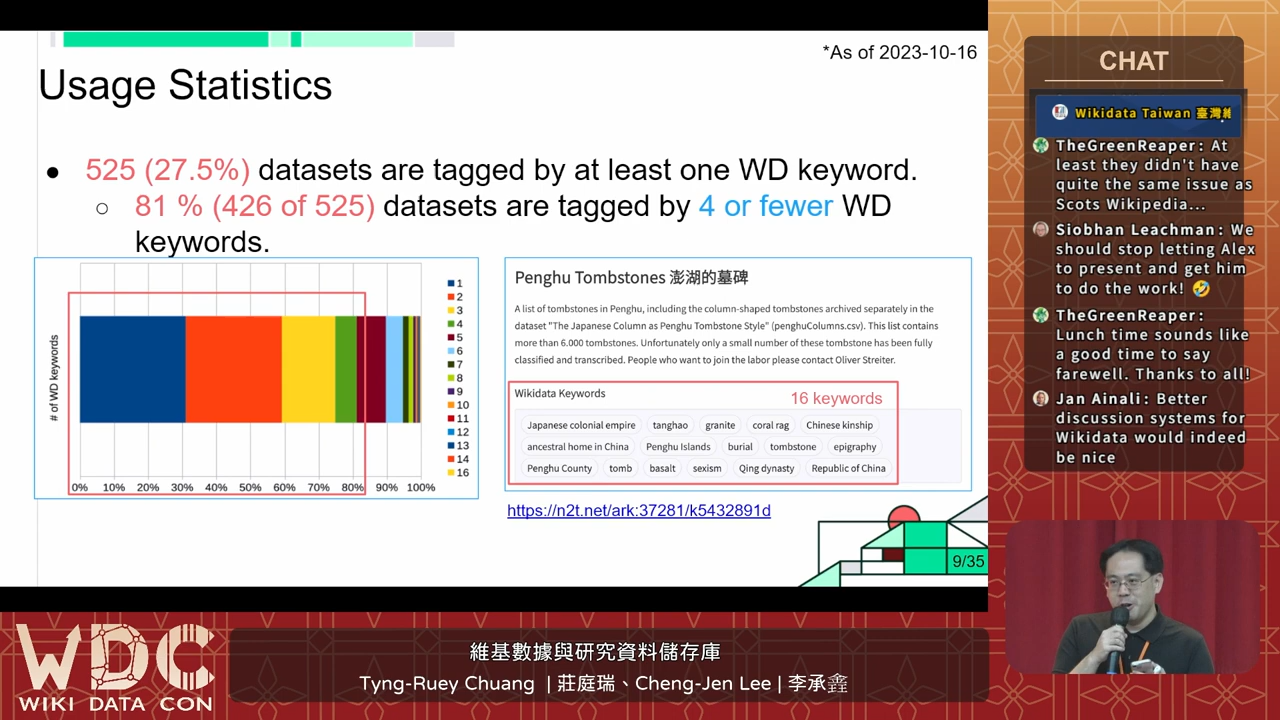 *As of 2023-10-16
Usage Statistics
● 525 (27.5%) datasets are tagged by at least one WD keyword.
○ 81 % (426 of 525) datasets are tagged by 4 or fewer WD
keywords.
# of WD keywords
0% 10% 20% 30% 40% 50% 60% 70% 80% 90% 100%
1
2
3
4
5
6
7
8
9
10
11
12
13
14
16
Penghu Tombstones 澎湖的墓碑
A list of tombstones in Penghu, including the column-shaped tombstones archived separately in the
dataset "The Japanese Column as Penghu Tombstone Style" (penghuColumns.csv). This list contains
more than 6.000 tombstones. Unfortunately only a small number of these tombstone has been fully
classified and transcribed. People who want to join the labor please contact Oliver Streiter.
Wikidata Keywords
16 keywords
Japanese colonial empire tanghao granite coral rag Chinese kinship
ancestral home in China Penghu Islands burial tombstone epigraphy
Penghu County tomb basalt sexism Qing dynasty Republic of China
https://n2t.net/ark:37281/k5432891d
9/35
CHAT
Wikidata Taiwan 臺灣維
TheGreenReaper: At
least they didn't have
quite the same issue as
Scots Wikipedia...
Siobhan Leachman: We
should stop letting Alex
to present and get him
to do the work! 🤣
TheGreenReaper:
Lunch time sounds like
a good time to say
farewell. Thanks to all!
Jan Ainali: Better
discussion systems for
Wikidata would indeed
be nice
WDC
WIKI DATA CON
維基數據與研究資料儲存庫
Tyng-Ruey Chuang | 莊庭瑞、Cheng-Jen Lee | 李承錱